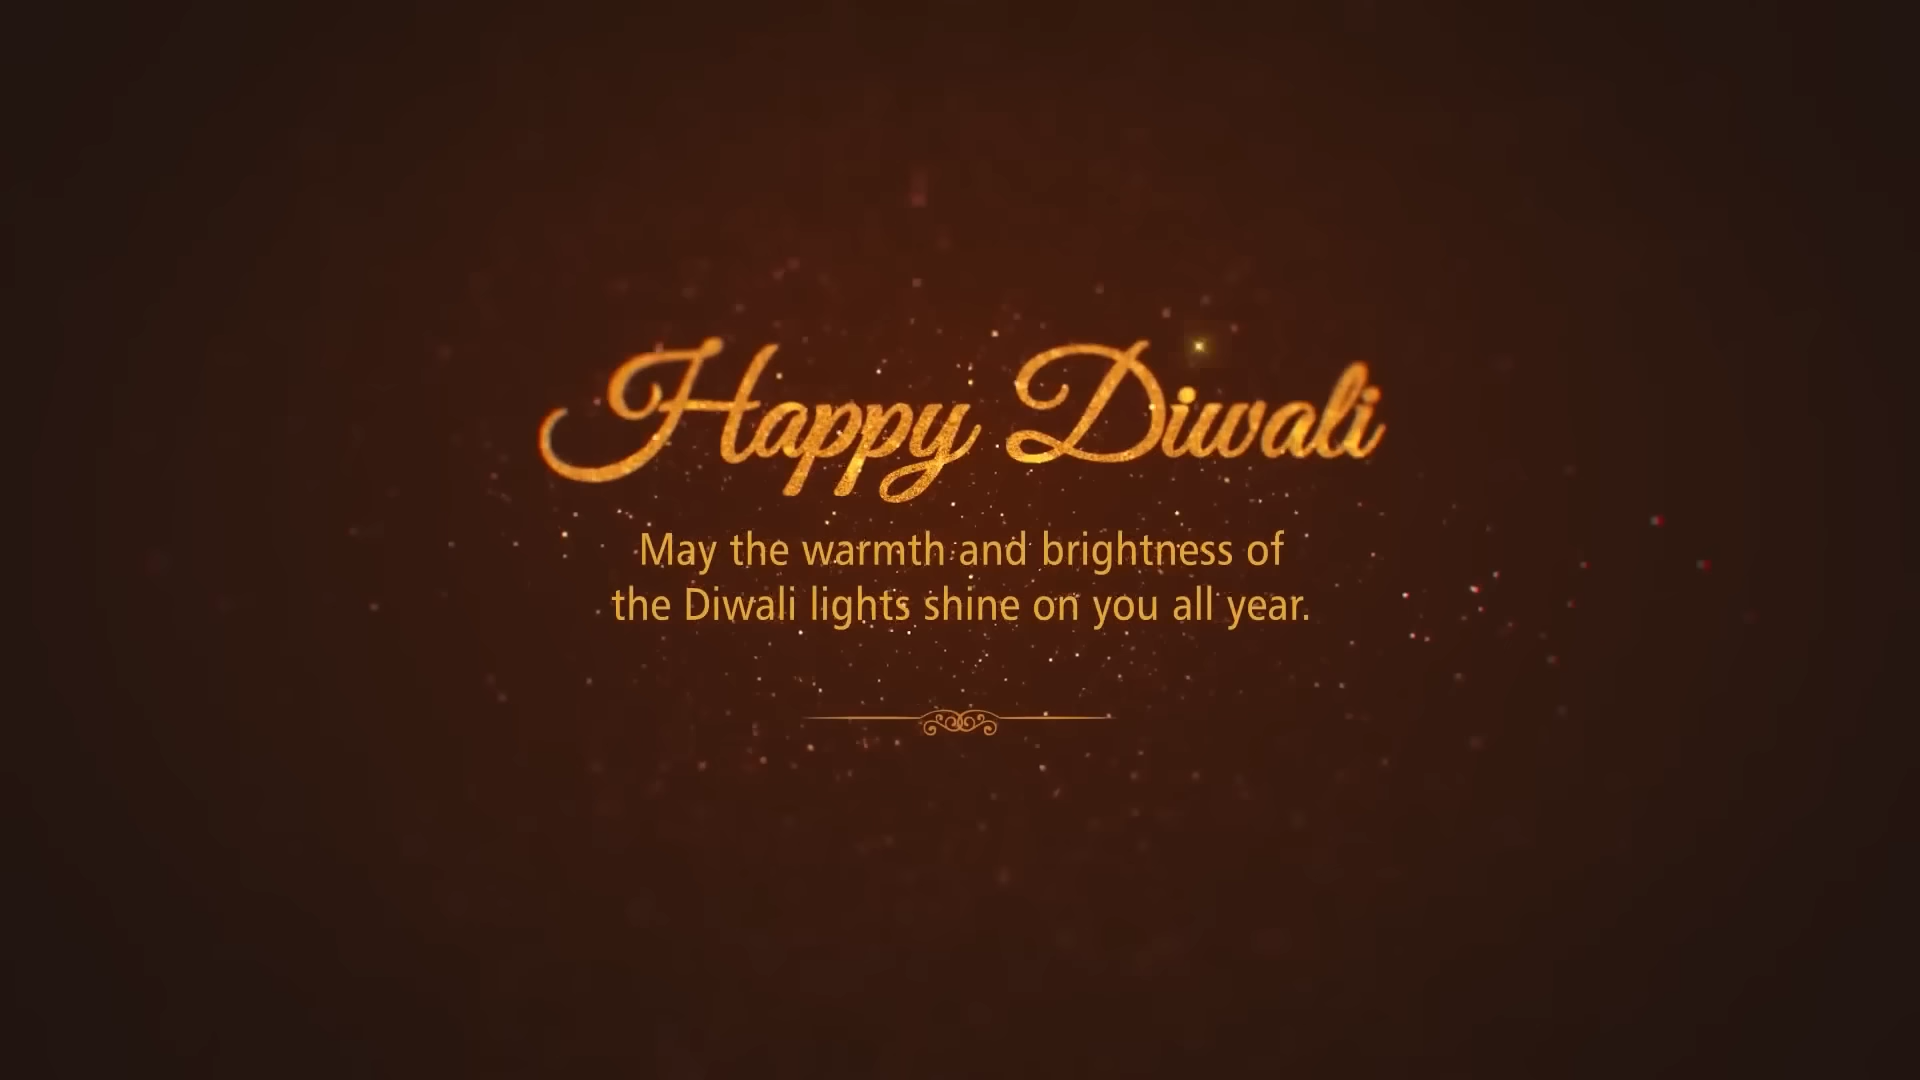 Happy Diwali
May the warmth and brightness of
the Diwali lights shine on you all year.